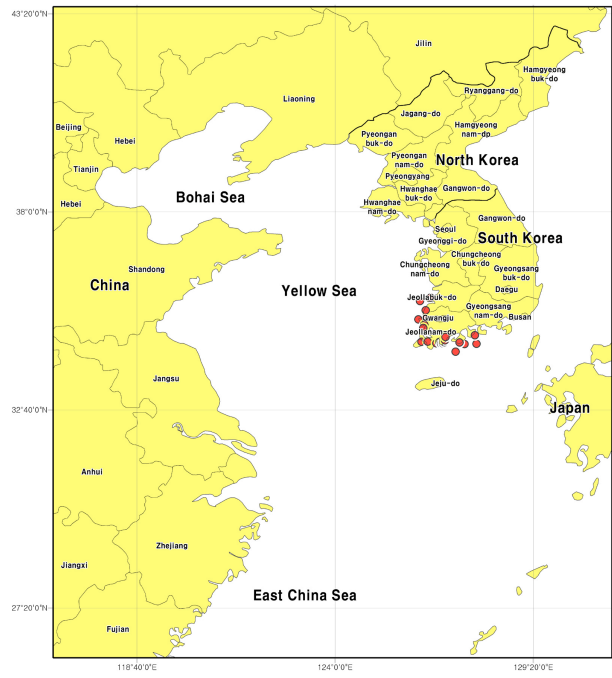 43°20'0"N
Jilin
Hamgyeong
buk-do
Ryanggang-do
Liaoning
Jagang-do
Beijing
Hebei
Hamgyeong
nam-dp
Pyeongan
buk-do
Pyeongan
nam-do
North Korea
Tianjin
Pyeongyang
Hwanghae
buk-do
Gangwon-do
Bohai Sea
Hebei
Hwanghae
nam-do
38°0'0"N
Gangwon-do
Seoul
South Korea
Gyeonggi-do
Chungcheong
buk-do
Chungcheong
nam-do
Shandong
Gyeongsang
buk-do
China
Yellow Sea
Daegu
Jeollabuk-do
Gyeongsang
nam-do
Gwangju
Busan
Jeollanam-do
Jangsu
Jeju-do
32°40'0"N
Japan
Anhui
Zhejiang
Jiangxi
East China Sea
27°20'0"N
Fujian
118°40'0"E
124°0'0"E
129°20'0"E